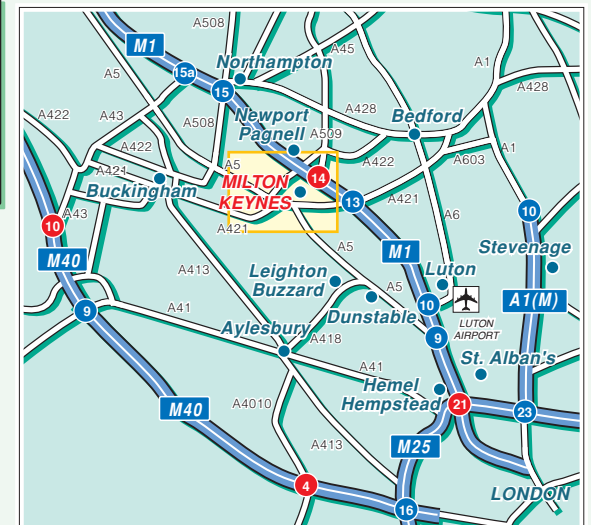 A508
M1
A45
A1
A5
15a
Northampton
15
A428
A428
A422
A43
A508
Newport
Pagnell
A509
Bedford
A422
A1
A421
A5
A422
A603
Buckingham
MILTON
KEYNES
14
13
A421
A43
10
A421
A6
10
M40
A5
M1
Stevenage
A413
Leighton
Buzzard
Luton
A5
10
A1(M)
9
A41
Dunstable
LUTON
AIRPORT
Aylesbury
A418
9
A41
St. Alban's
Hemel
Hempstead
M40
A4010
21
23
A413
M25
4
LONDON
16